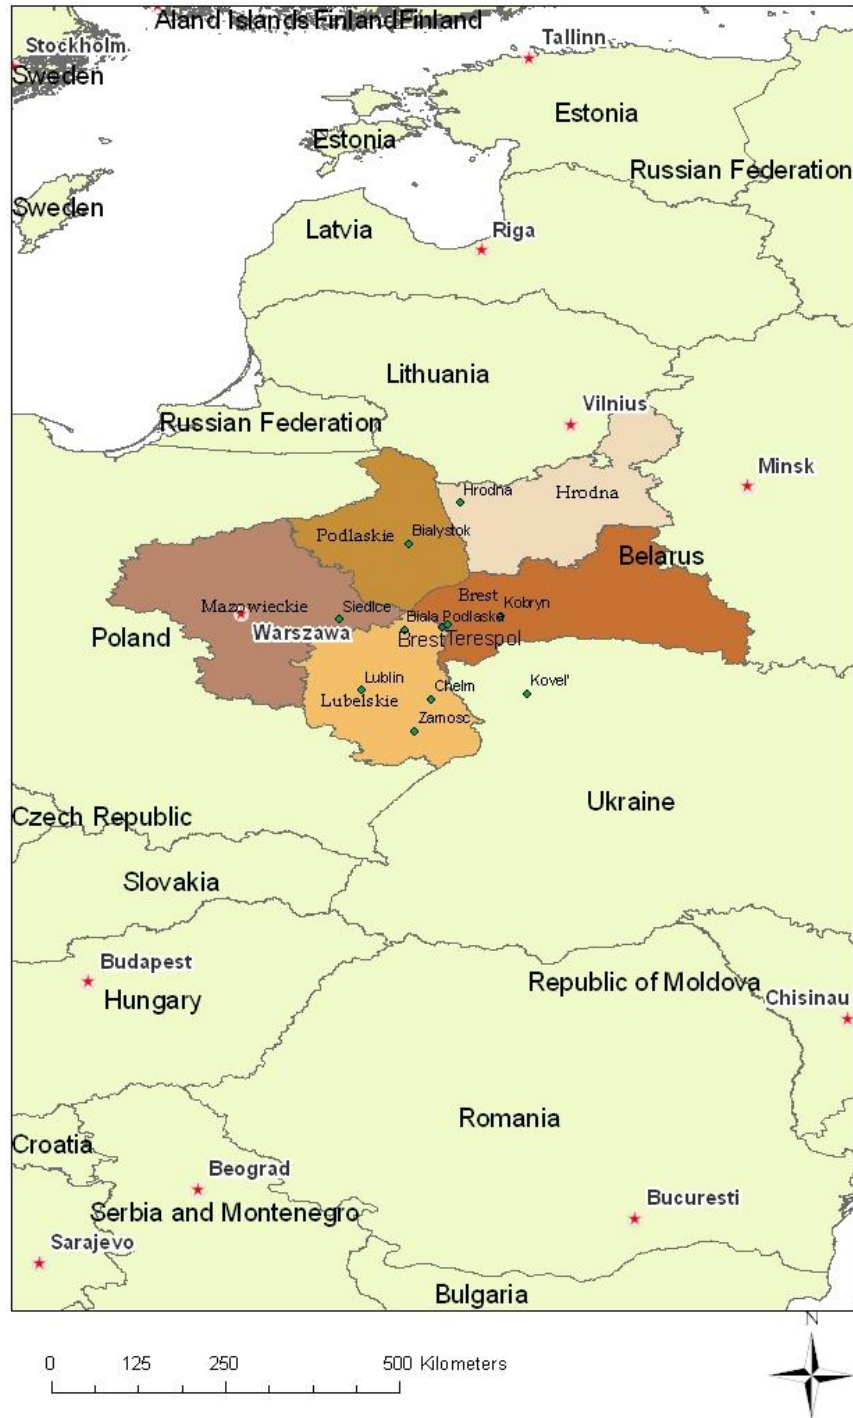 Aland Islands Finland Finland
Stockholm
Tallinn
Sweden
Estonia
Estonia
Russian Federation
Sweden
Latvia
Riga
Lithuania
Vilnius
Russian Federation
Minsk
Hrodna
Hrodna
Podlaskie
Bialystok
Belarus
Brest
Mazowieckie
Siedlce
Biala Podlaska
Kobryn
Poland
Warszawa
Brest
Terespol
Lublin
Chelm
Kovel'
Lubelskie
Zamosc
Ukraine
Czech Republic
Slovakia
Budapest
Republic of Moldova
Hungary
Chisinau
Romania
Croatia
Beograd
Bucuresti
Serbia and Montenegro
Sarajevo
Bulgaria
N
0 125 250 500 Kilometers